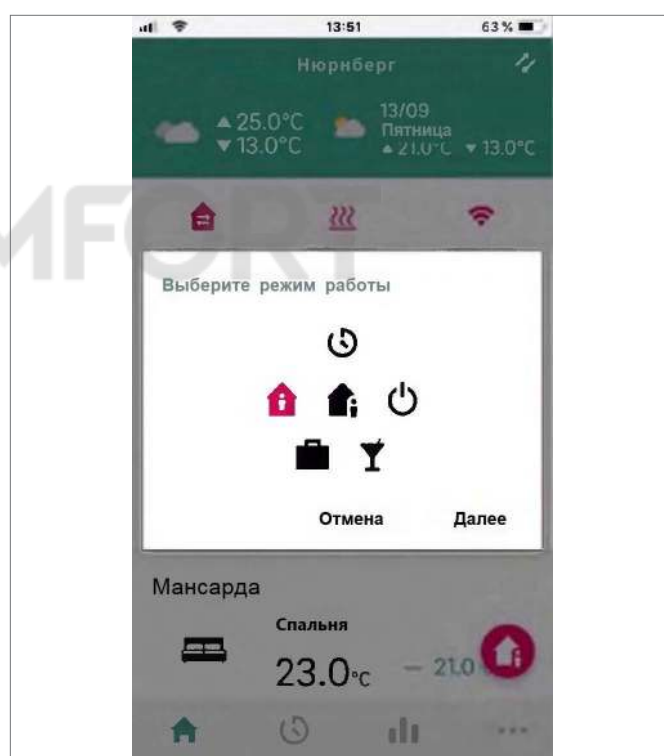 13:51 63%
Нюрнберг
25.0°C
13.0°C
13/09
Пятница
21.0°C 13.0°C
MFORT
Выберите режим работы
Отмена Далее
Мансарда
Спальня
23.0°C
21.0